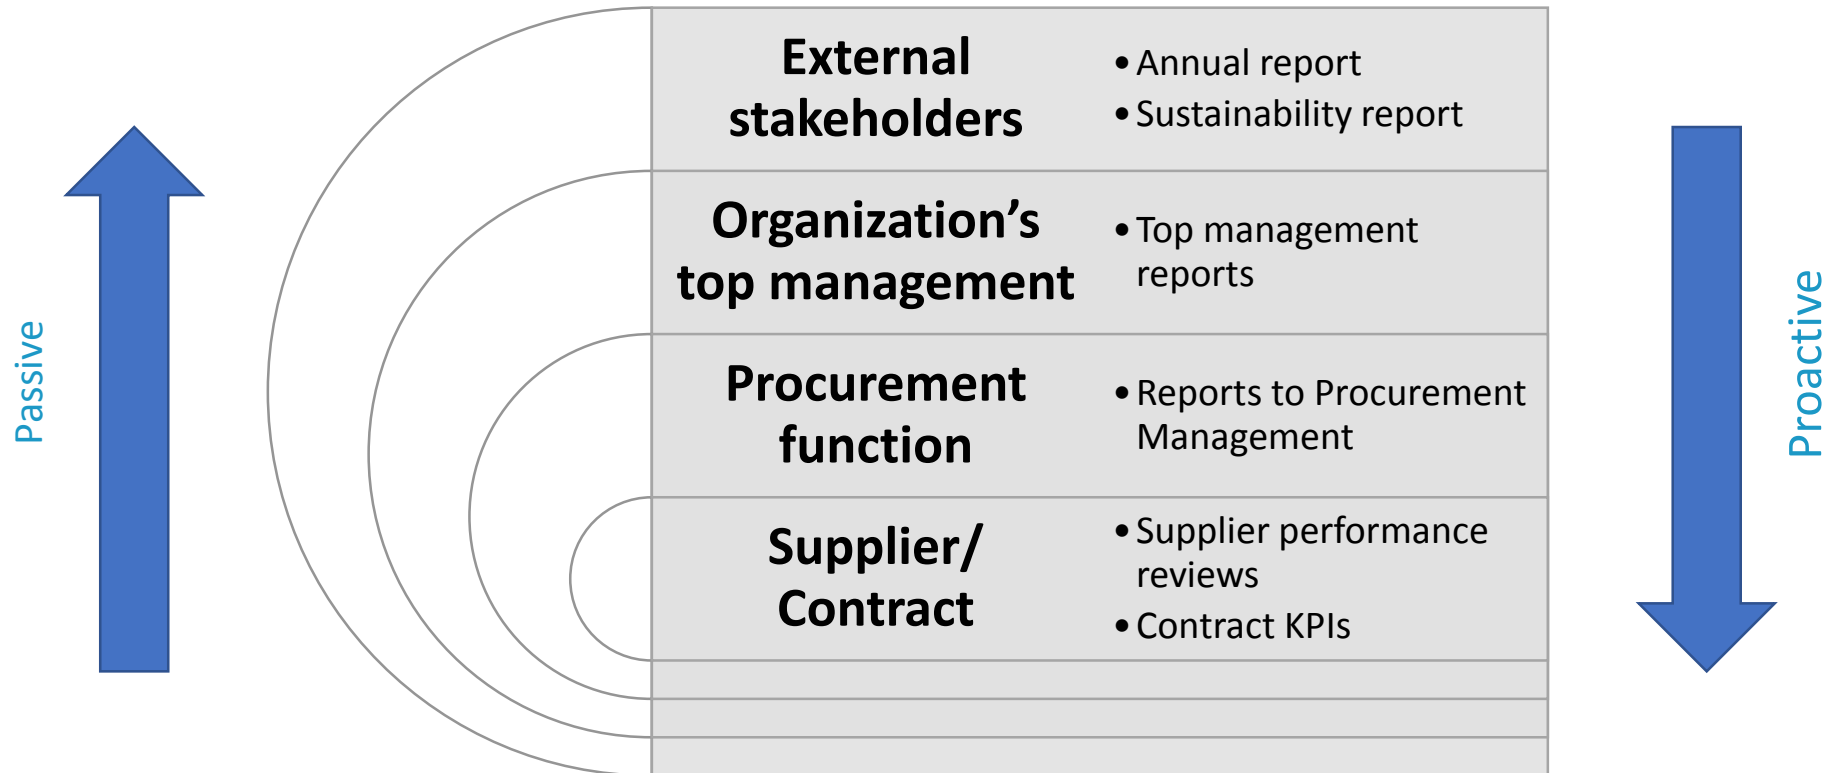 Passive
External
stakeholders
• Annual report
• Sustainability report
Organization’s
top management
• Top management
reports
Procurement
function
• Reports to Procurement
Management
Supplier/
Contract
• Supplier performance
reviews
• Contract KPIs
Proactive